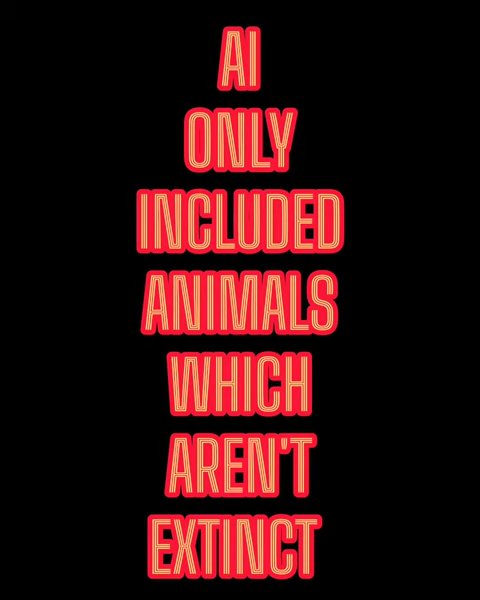 AI
ONLY
INCLUDED
ANIMALS
WHICH
AREN'T
EXTINCT